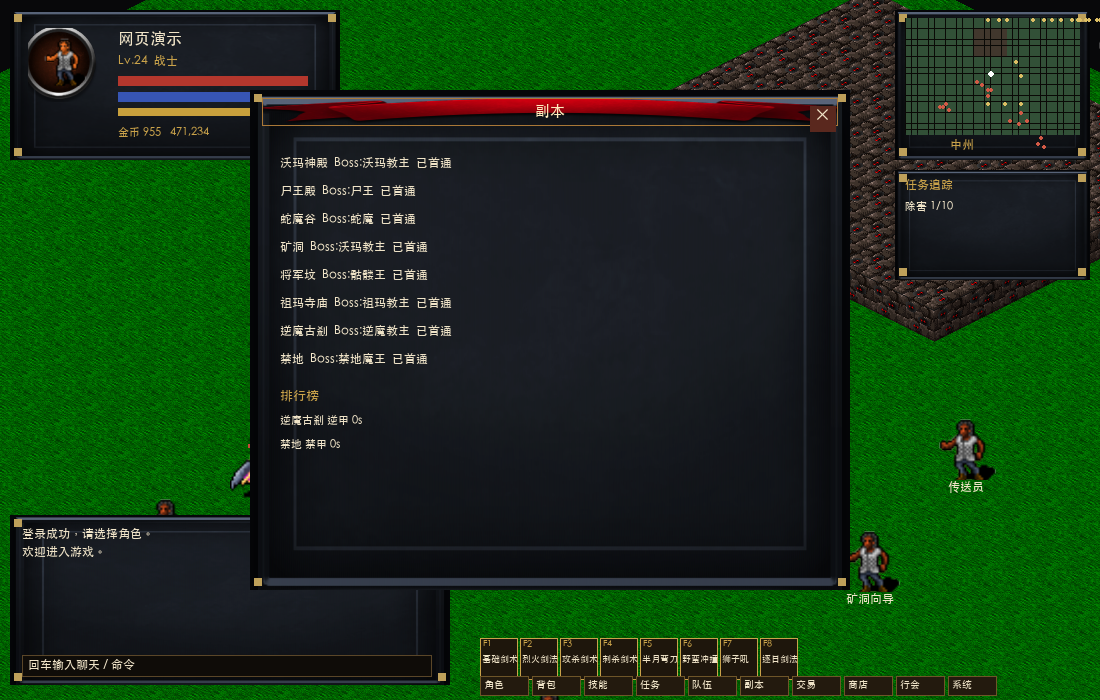 网页演示
Lv.24 战士
金币 955 471,234
中州
任务追踪
除害 1/10
副本
沃玛神殿 Boss:沃玛教主 已首通
尸王殿 Boss:尸王 已首通
蛇魔谷 Boss:蛇魔 已首通
矿洞 Boss:沃玛教主 已首通
将军坟 Boss:骷髅王 已首通
祖玛寺庙 Boss:祖玛教主 已首通
逆魔古刹 Boss:逆魔教主 已首通
禁地 Boss:禁地魔王 已首通
排行榜
逆魔古刹 逆甲 0s
禁地 禁甲 0s
传送员
矿洞向导
登录成功，请选择角色。
欢迎进入游戏。
回车输入聊天 / 命令
F1 F2 F3 F4 F5 F6 F7 F8
基础剑术 烈火剑法 攻杀剑术 刺杀剑术 半月弯刀 野蛮冲撞 狮子吼 逐日剑法
角色 背包 技能 任务 队伍 副本 交易 商店 行会 系统